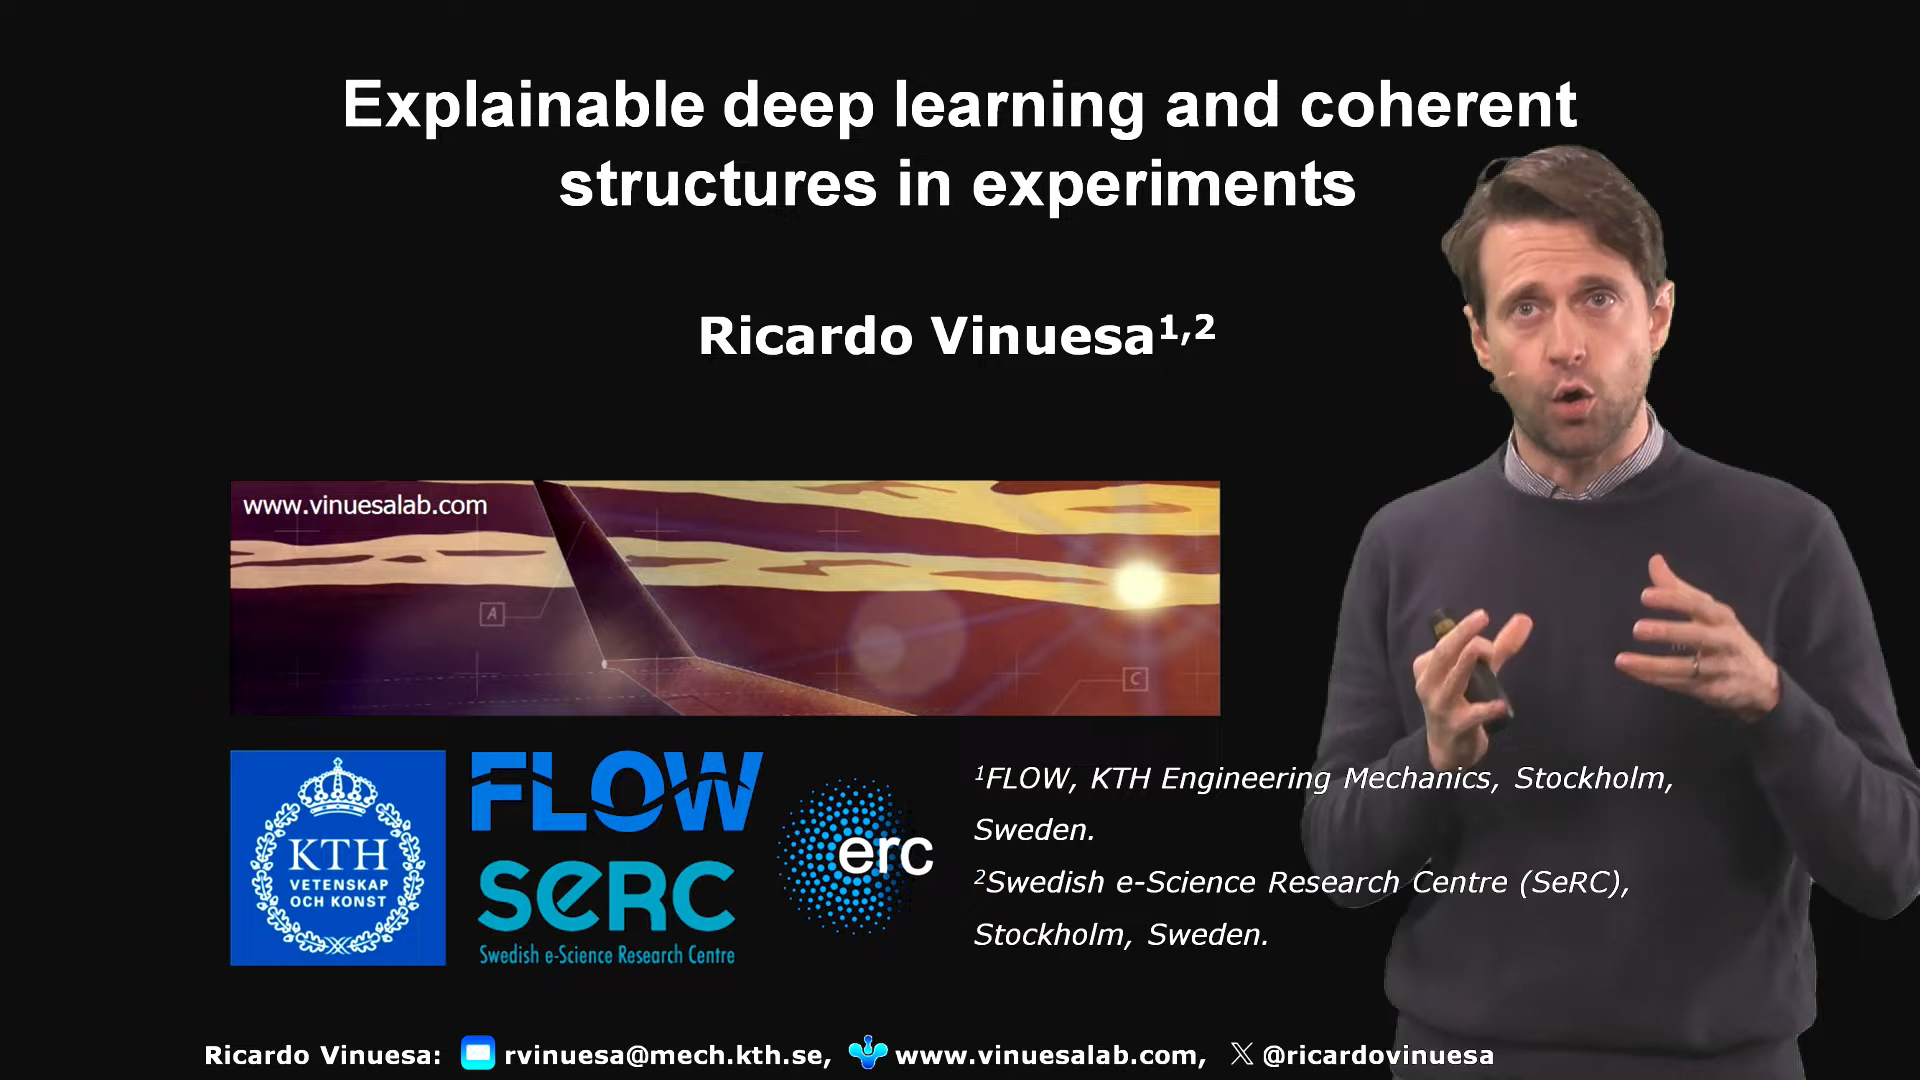 Explainable deep learning and coherent
structures in experiments
Ricardo Vinuesa¹,²
www.vinuesalab.com
A
C
KTH
VETENSKAP
OCH KONST
FLOW
SeRC
Swedish e-Science Research Centre
erc
¹FLOW, KTH Engineering Mechanics, Stockholm,
Sweden.
²Swedish e-Science Research Centre (SeRC),
Stockholm, Sweden.
Ricardo Vinuesa: rvinuesa@mech.kth.se, www.vinuesalab.com, X @ricardovinuesa